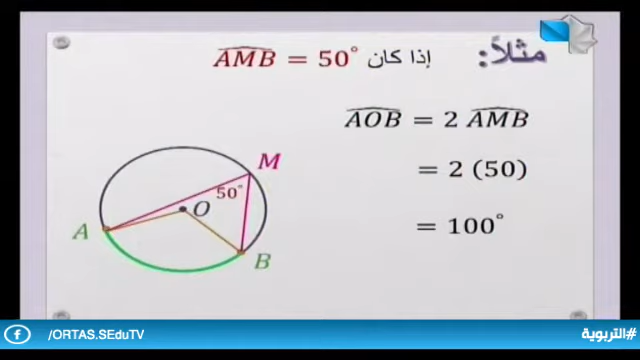 مثلاً: إذا كان AMB = 50°
AOB = 2 AMB
= 2 (50)
= 100°
M
50°
O
A
B
/ORTAS.SEduTV
#التربوية